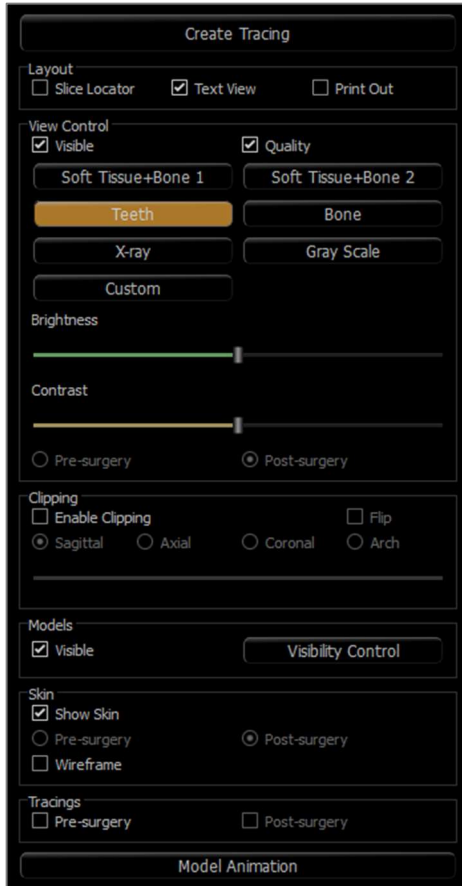 Create Tracing
Layout
Slice Locator Text View Print Out
View Control
Visible Quality
Soft Tissue+Bone 1 Soft Tissue+Bone 2
Teeth Bone
X-ray Gray Scale
Custom
Brightness
Contrast
Pre-surgery Post-surgery
Clipping
Enable Clipping Flip
Sagittal Axial Coronal Arch
Models
Visible Visibility Control
Skin
Show Skin
Pre-surgery Post-surgery
Wireframe
Tracings
Pre-surgery Post-surgery
Model Animation